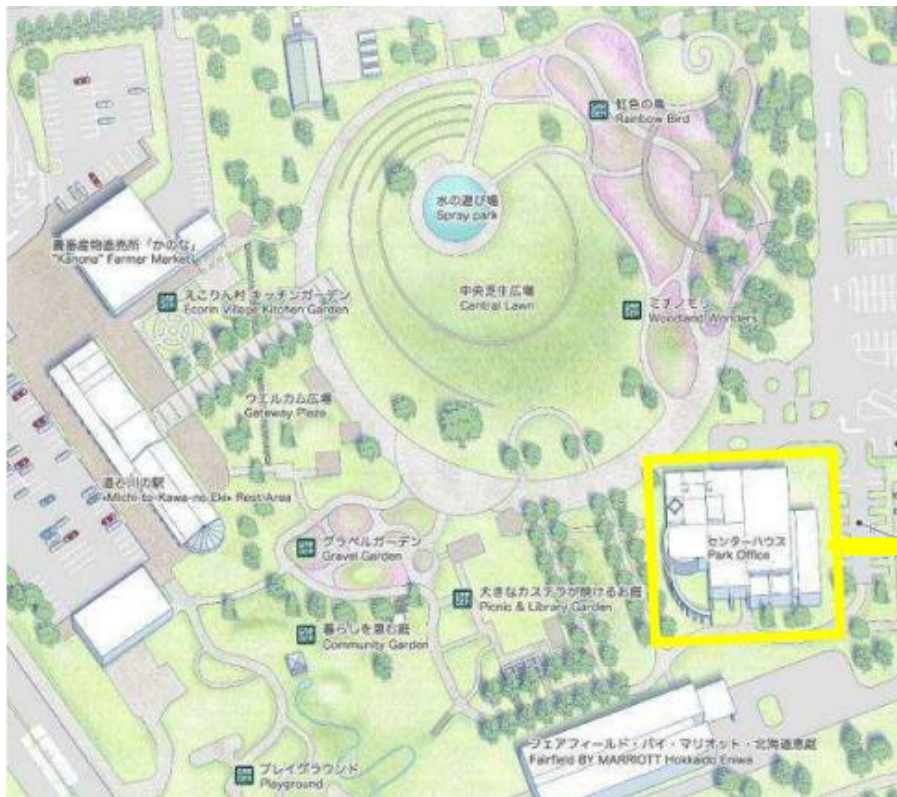 虹色の鳥
Rainbow Bird
水の遊び場
Spray park
農畜産物直売所「かのな」
"Kanona" Farmer Market
えこりん村 キッチンガーデン
Ecorin Village Kitchen Garden
中央芝生広場
Central Lawn
ミチノモリ
Woodland Wonders
ウェルカム広場
Gateway Plaza
道と川の駅
«Michi-to-Kawa-no Eki» Rest Area
センターハウス
Park Office
グラベルガーデン
Gravel Garden
大きなカステラが焼けるお庭
Picnic & Library Garden
暮らしを
Community Garden
フェアフィールド・バイ・マリオット・北海道恵庭
Fairfield BY MARRIOTT Hokkaido Eniwa
プレイグラウンド
Playground